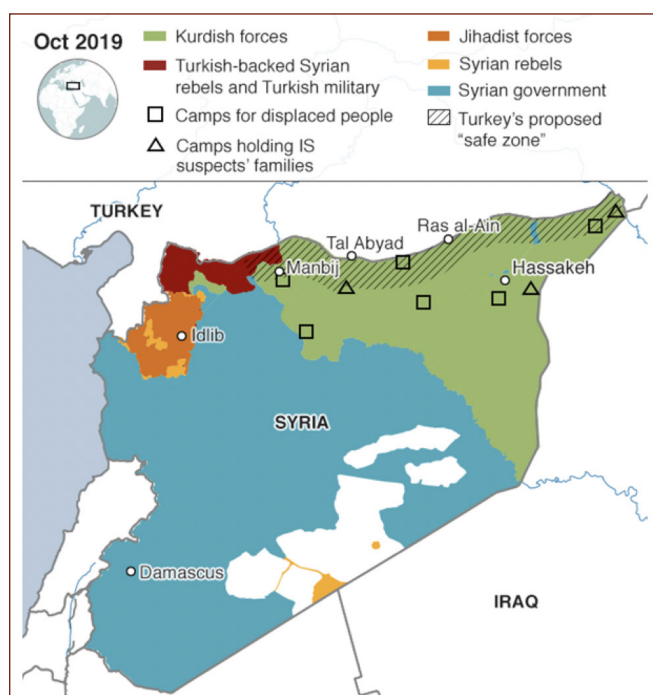 Oct 2019
Kurdish forces
Turkish-backed Syrian
rebels and Turkish military
Camps for displaced people
Camps holding IS
suspects' families
Jihadist forces
Syrian rebels
Syrian government
Turkey's proposed
"safe zone"
TURKEY
Ras al-Ain
Tal Abyad
Manbij
Hassakeh
Idlib
SYRIA
Damascus
IRAQ